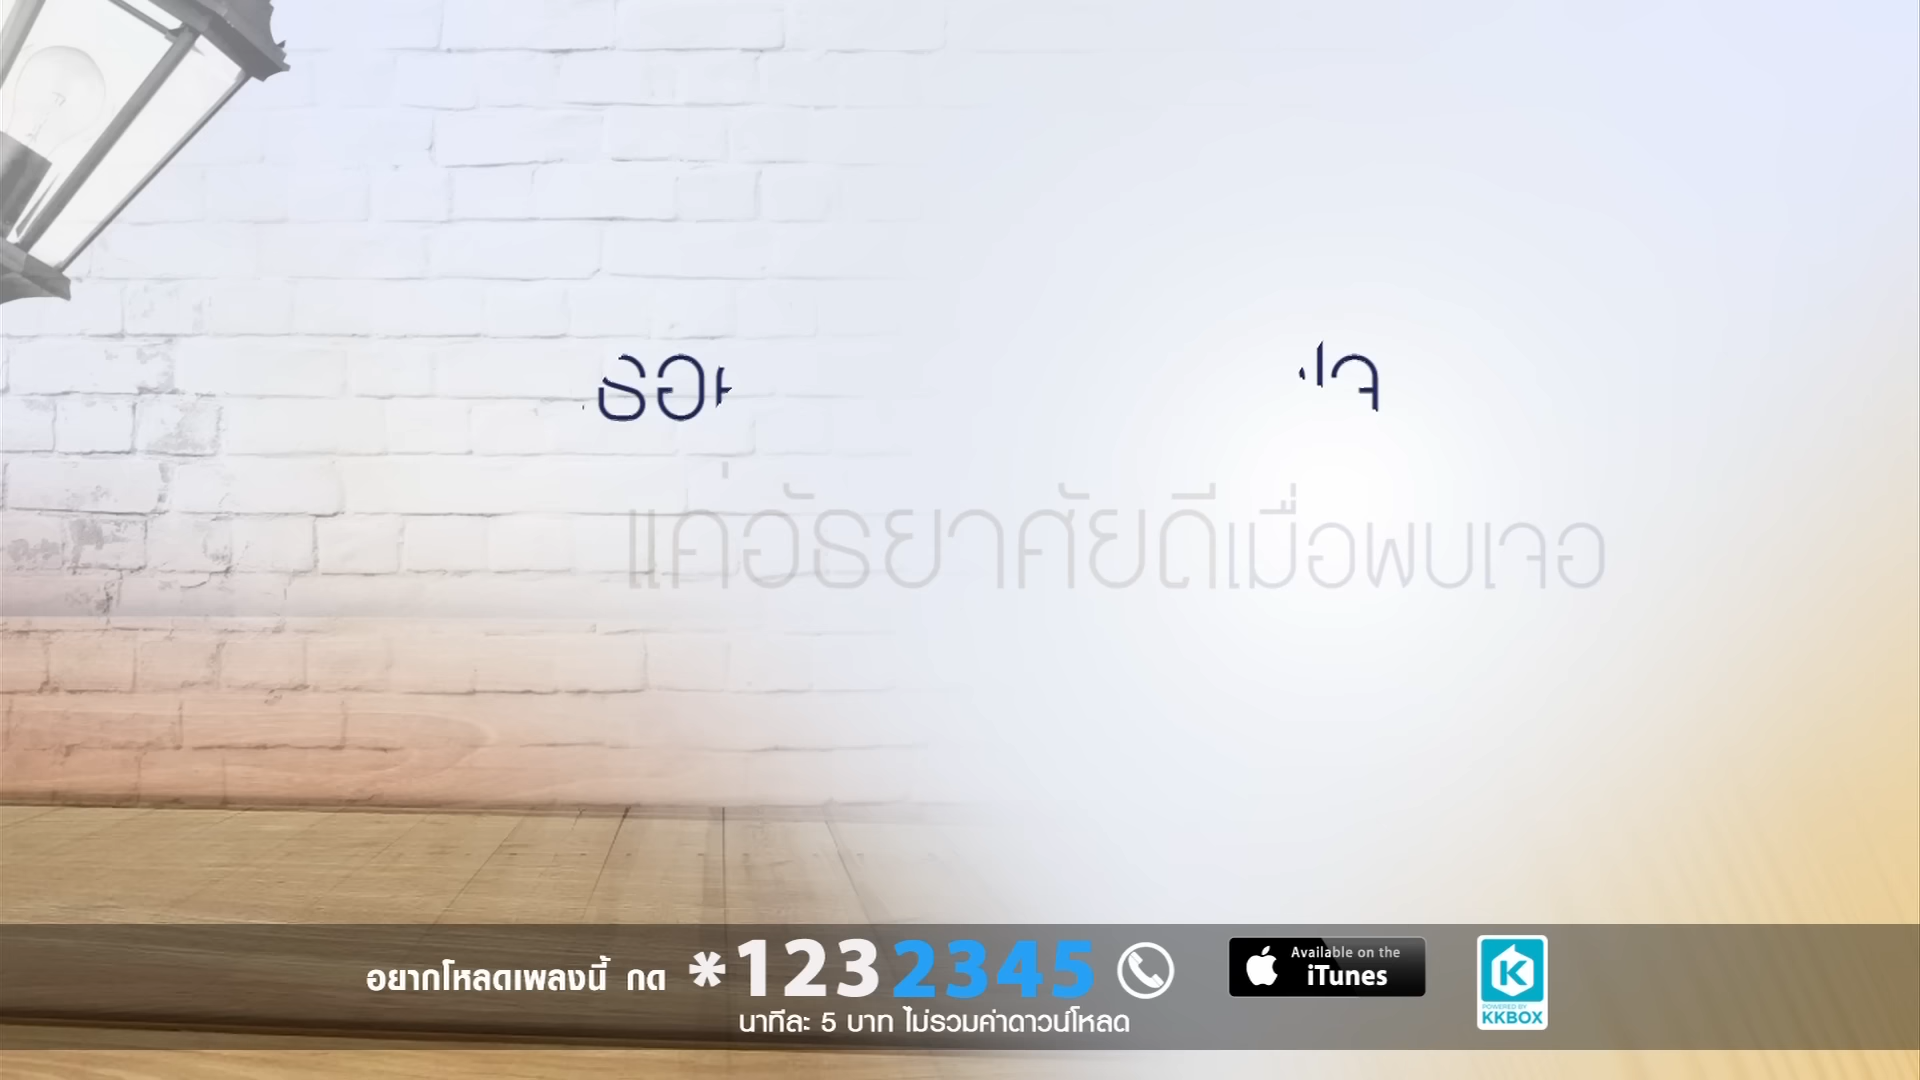 แค่อัธยาศัยดีเมื่อพบเจอ
อยากโหลดเพลงนี้ กด *1232345
นาทีละ 5 บาท ไม่รวมค่าดาวน์โหลด
Available on the
iTunes
POWERED BY
KKBOX